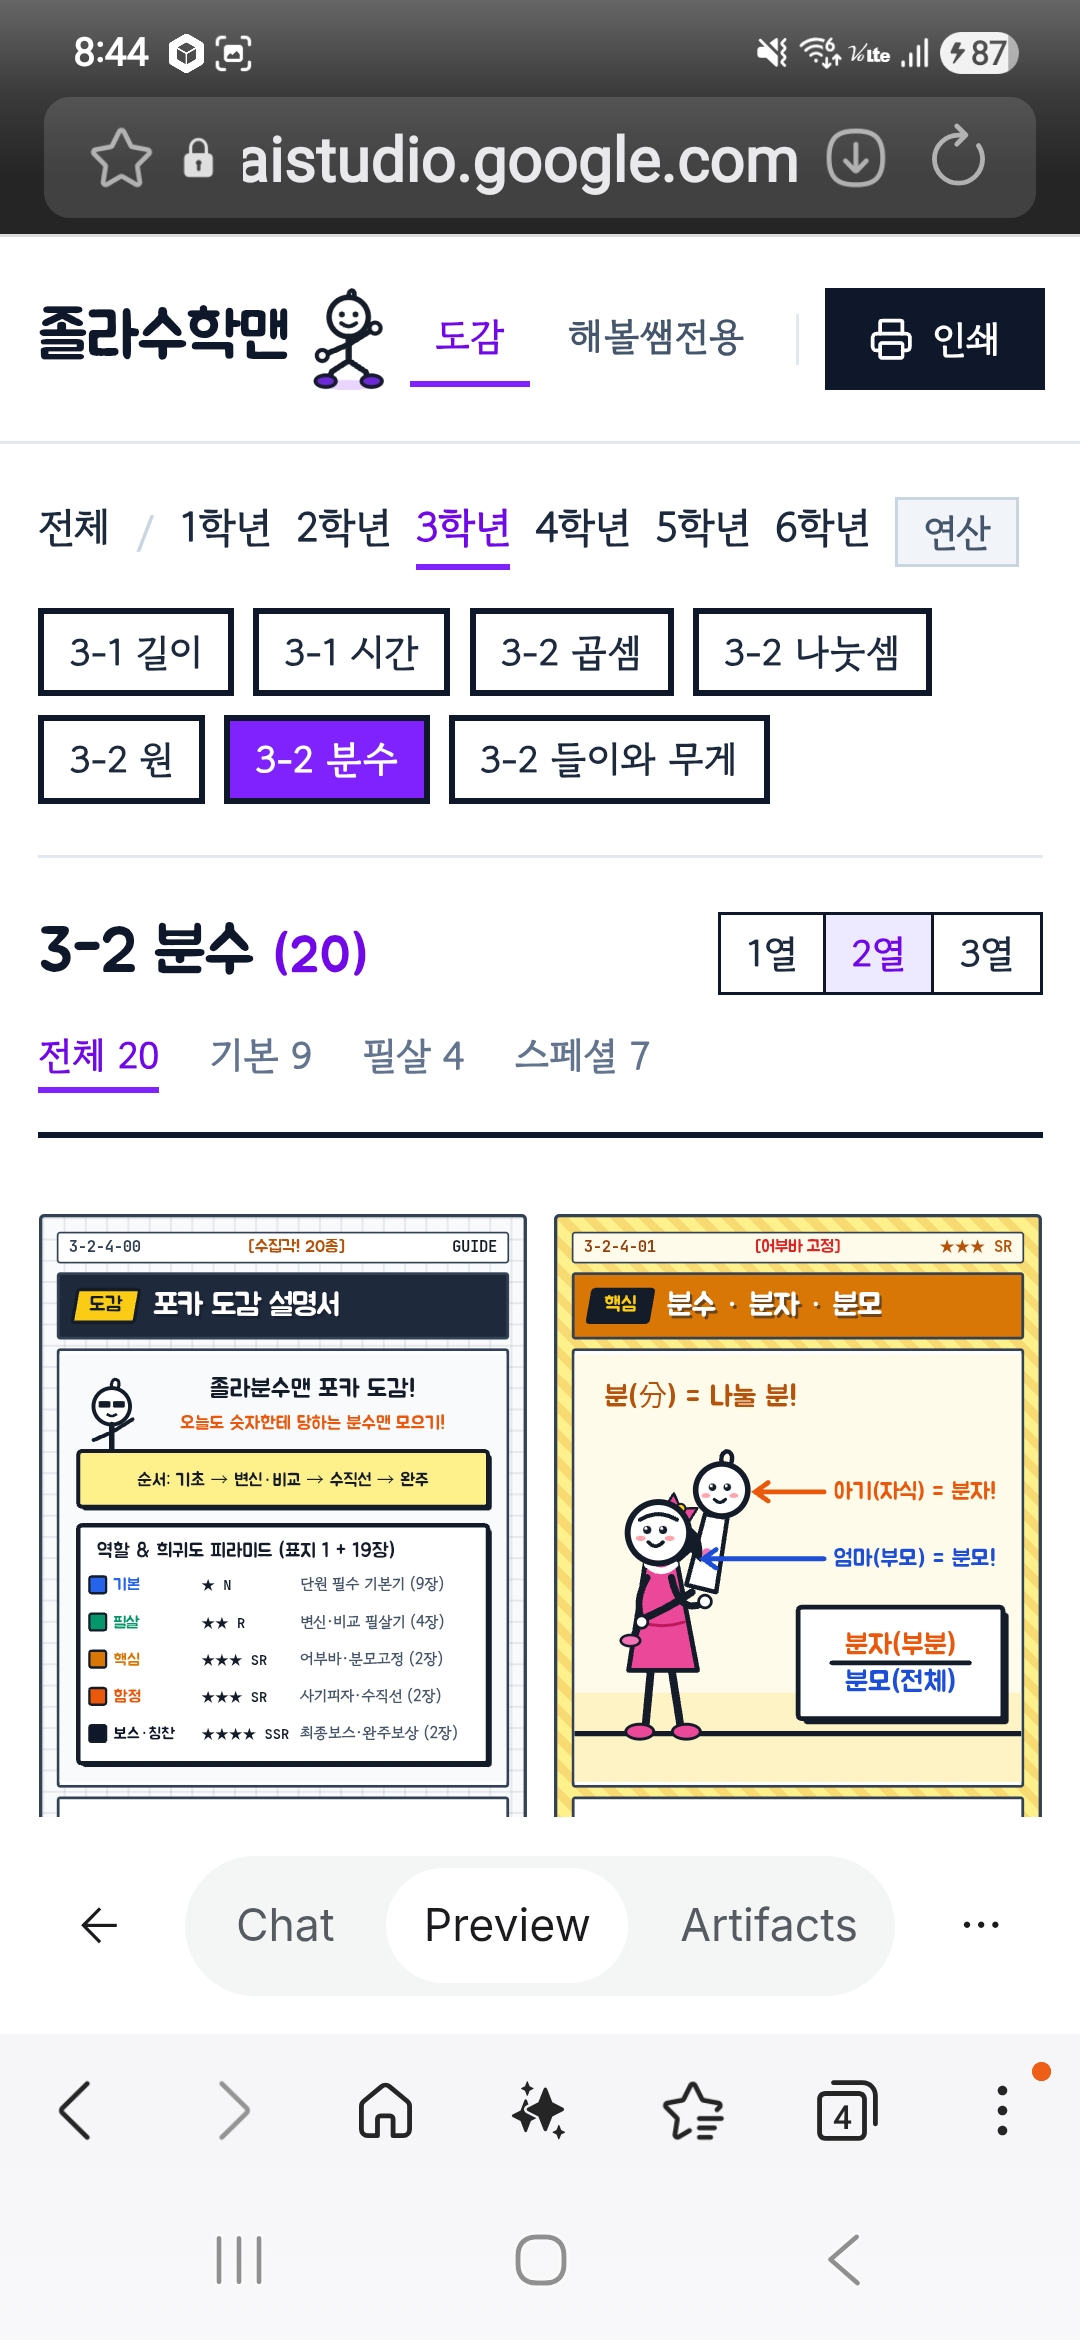 8:44
Vo lte
87
aistudio.google.com
졸라수학맨 도감 해볼쌤전용 인쇄
전체 / 1학년 2학년 3학년 4학년 5학년 6학년 연산
3-1 길이 3-1 시간 3-2 곱셈 3-2 나눗셈
3-2 원 3-2 분수 3-2 들이와 무게
3-2 분수 (20) 1열 2열 3열
전체 20 기본 9 필살 4 스페셜 7
3-2-4-00 [수집각! 20종] GUIDE
도감 포카 도감 설명서
졸라분수맨 포카 도감!
오늘도 숫자한테 당하는 분수맨 모으기!
순서: 기초 → 변신·비교 → 수직선 → 완주
역할 & 희귀도 피라미드 (표지 1 + 19장)
기본 ★ N 단원 필수 기본기 (9장)
필살 ★★ R 변신·비교 필살기 (4장)
핵심 ★★★ SR 어부바·분모고정 (2장)
함정 ★★★ SR 사기피자·수직선 (2장)
보스·칭찬 ★★★★ SSR 최종보스·완주보상 (2장)
3-2-4-01 [어부바 고정] ★★★ SR
핵심 분수 · 분자 · 분모
분(分) = 나눌 분!
아기(자식) = 분자!
엄마(부모) = 분모!
분자(부분)
분모(전체)
Chat Preview Artifacts
4